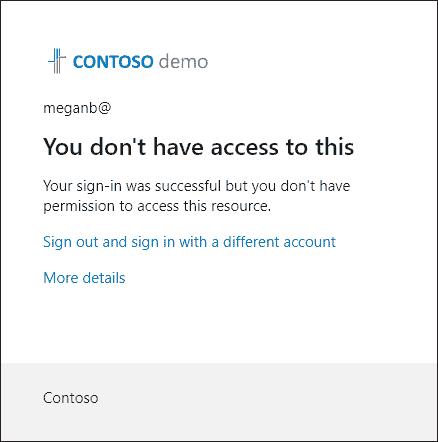 CONTOSO demo
meganb@
You don't have access to this
Your sign-in was successful but you don't have
permission to access this resource.
Sign out and sign in with a different account
More details
Contoso